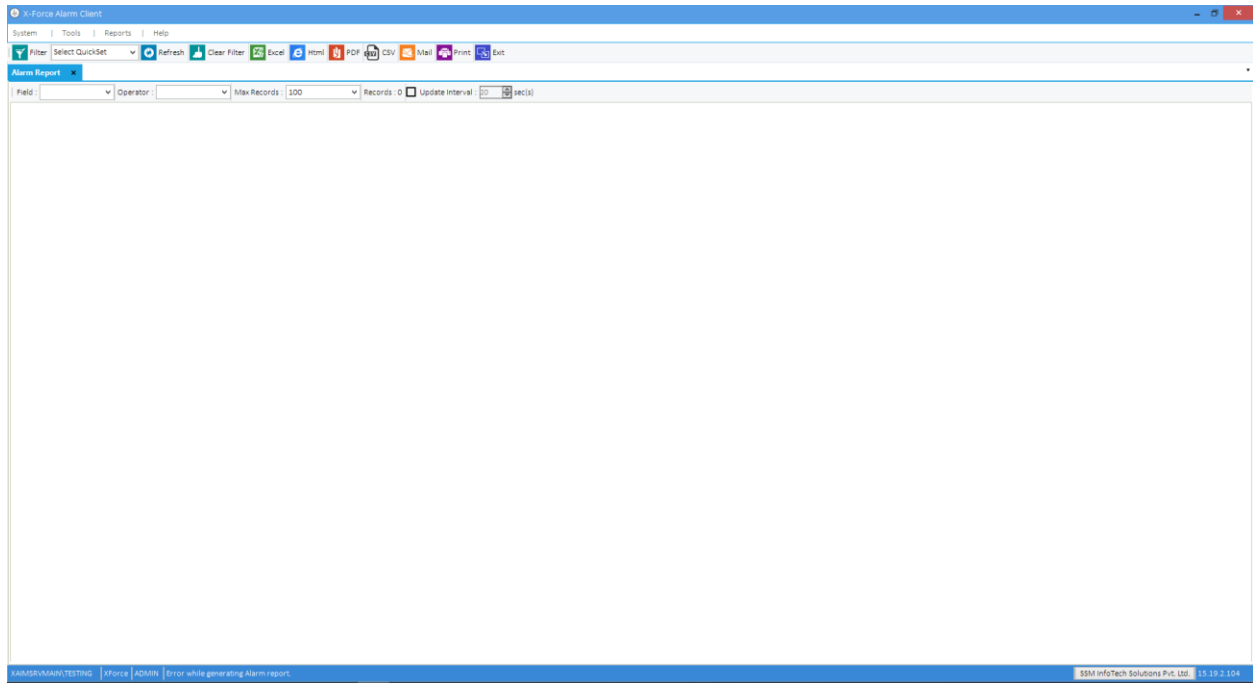 X-Force Alarm Client
System | Tools | Reports | Help
Filter Select QuickSet Refresh Clear Filter Excel Html PDF CSV Mail Print Exit
Alarm Report x
Field : Operator : Max Records : 100 Records : 0 Update Interval : 20 sec(s)
XAIMSRVMAIN\TESTING XForce ADMIN Error while generating Alarm report. SSM InfoTech Solutions Pvt. Ltd. 15.19.2.104